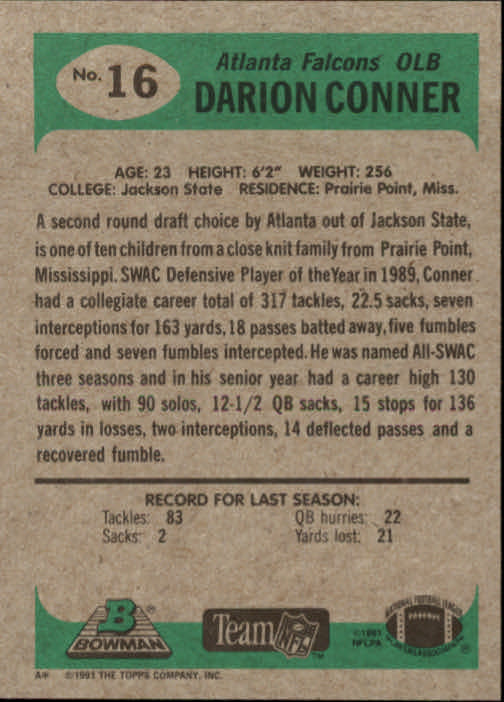 No. 16
Atlanta Falcons OLB
DARION CONNER
AGE: 23 HEIGHT: 6'2" WEIGHT: 256
COLLEGE: Jackson State RESIDENCE: Prairie Point, Miss.
A second round draft choice by Atlanta out of Jackson State,
is one of ten children from a close knit family from Prairie Point,
Mississippi. SWAC Defensive Player of the Year in 1989, Conner
had a collegiate career total of 317 tackles, 22.5 sacks, seven
interceptions for 163 yards, 18 passes batted away, five fumbles
forced and seven fumbles intercepted. He was named All-SWAC
three seasons and in his senior year had a career high 130
tackles, with 90 solos, 12-1/2 QB sacks, 15 stops for 136
yards in losses, two interceptions, 14 deflected passes and a
recovered fumble.
RECORD FOR LAST SEASON:
Tackles: 83 QB hurries: 22
Sacks: 2 Yards lost: 21
B
BOWMAN®
Team NFL™
©1991
NFLPA
NATIONAL FOOTBALL LEAGUE
PLAYERS ASSOCIATION
®
A# ©1991 THE TOPPS COMPANY, INC.